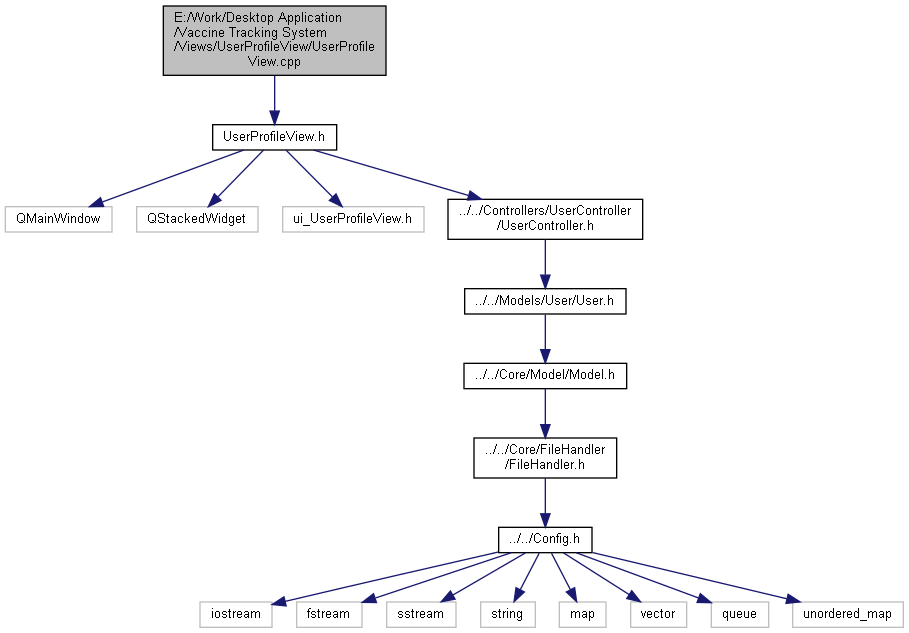 E:/Work/Desktop Application
/Vaccine Tracking System
/Views/UserProfileView/UserProfile
View.cpp
UserProfileView.h
QMainWindow
QStackedWidget
ui_UserProfileView.h
../../Controllers/UserController
/UserController.h
../../Models/User/User.h
../../Core/Model/Model.h
../../Core/FileHandler
/FileHandler.h
../../Config.h
iostream
fstream
sstream
string
map
vector
queue
unordered_map